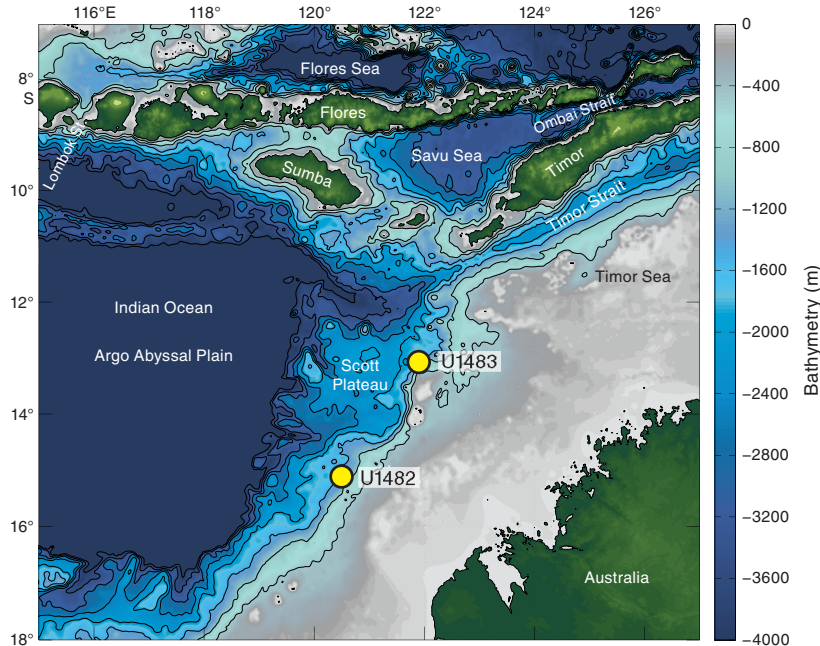 116°E 120° 122° 124° 126°
8°
S
10°
12°
14°
16°
18°
Flores Sea
Flores
Ombai Strait
Lombok St
Savu Sea
Timor
Sumba
Timor Strait
Timor Sea
Indian Ocean
Argo Abyssal Plain
Scott
Plateau
U1483
U1482
Australia
0
−400
−800
−1200
−1600
−2000
−2400
−2800
−3200
−3600
−4000
Bathymetry (m)